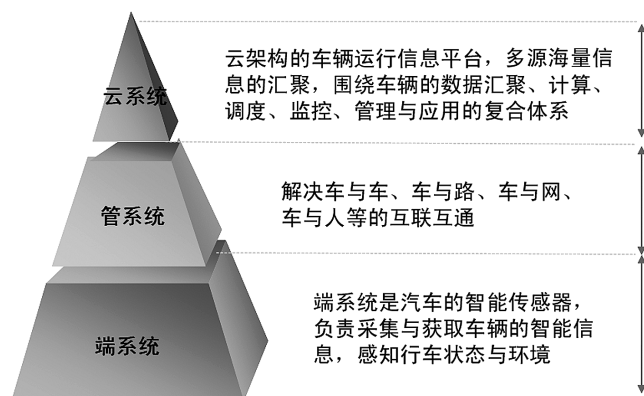 云系统
云架构的车辆运行信息平台，多源海量信
息的汇聚，围绕车辆的数据汇聚、计算、
调度、监控、管理与应用的复合体系
管系统
解决车与车、车与路、车与网、
车与人等的互联互通
端系统
端系统是汽车的智能传感器，
负责采集与获取车辆的智能信
息，感知行车状态与环境